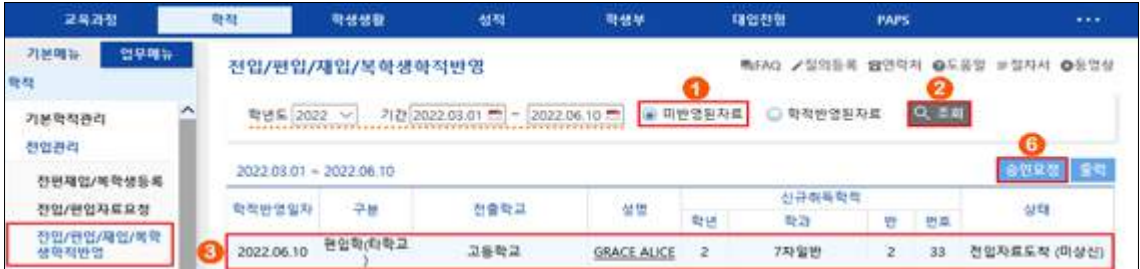 교육과정 학적 학생생활 성적 학생부 대입전형 PAPS ...
기본메뉴 업무메뉴
학적
기본학적관리
전입관리
전편재입/복학생등록
전입/편입자료요청
전입/편입/재입/복학
생학적반영
전입/편입/재입/복학생학적반영
FAQ 질의등록 연락처 도움말 절차서 동영상
1 2
학년도 2022 기간 2022.03.01 ~ 2022.06.10 미반영된자료 학적반영된자료 조회
6
2022.03.01 ~ 2022.06.10 승인요청 출력
학적반영일자 구분 전출학교 성명 신규취득학적 상태
학년 학과 반 번호
3 2022.06.10 편입학(타학교
) 고등학교 GRACE ALICE 2 7차일반 2 33 전입자료도착 (미상신)